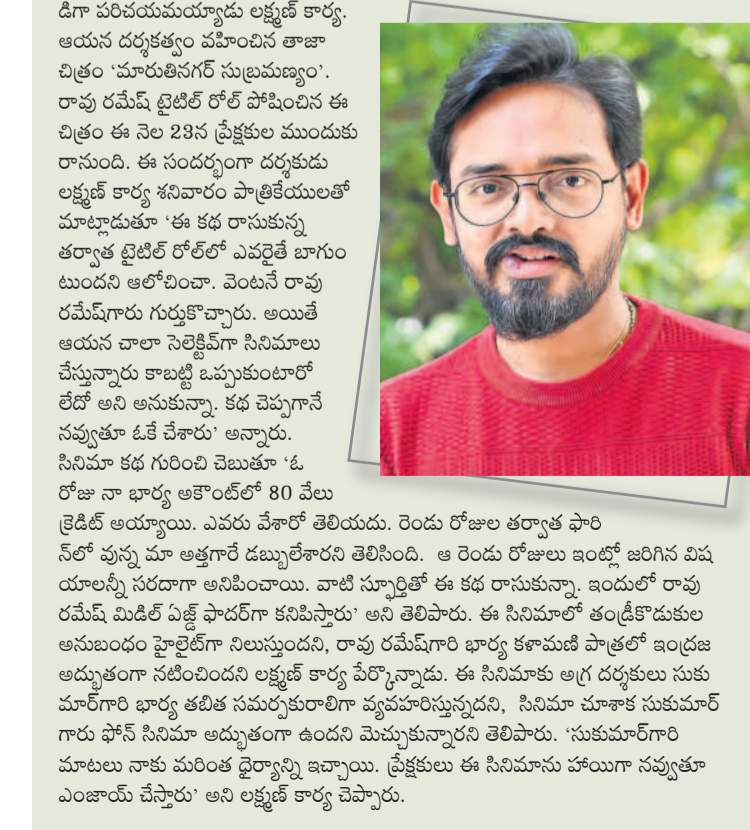 డిగా పరిచయమయ్యాడు లక్ష్మణ్ కార్య.
ఆయన దర్శకత్వం వహించిన తాజా
చిత్రం 'మారుతినగర్ సుబ్రమణ్యం'.
రావు రమేష్ టైటిల్ రోల్ పోషించిన ఈ
చిత్రం ఈ నెల 23న ప్రేక్షకుల ముందుకు
రానుంది. ఈ సందర్భంగా దర్శకుడు
లక్ష్మణ్ కార్య శనివారం పాత్రికేయులతో
మాట్లాడుతూ 'ఈ కథ రాసుకున్న
తర్వాత టైటిల్ రోల్‌లో ఎవరైతే బాగుం
టుందని ఆలోచించా. వెంటనే రావు
రమేష్‌గారు గుర్తుకొచ్చారు. అయితే
ఆయన చాలా సెలెక్టివ్‌గా సినిమాలు
చేస్తున్నారు కాబట్టి ఒప్పుకుంటారో
లేదో అని అనుకున్నా. కథ చెప్పగానే
నవ్వుతూ ఓకే చేశారు' అన్నారు.
సినిమా కథ గురించి చెబుతూ 'ఓ
రోజు నా భార్య అకౌంట్‌లో 80 వేలు
క్రెడిట్ అయ్యాయి. ఎవరు వేశారో తెలియదు. రెండు రోజుల తర్వాత ఫారి
న్‌లో వున్న మా అత్తగారే డబ్బులేశారని తెలిసింది. ఆ రెండు రోజులు ఇంట్లో జరిగిన విష
యాలన్నీ సరదాగా అనిపించాయి. వాటి స్ఫూర్తితో ఈ కథ రాసుకున్నా. ఇందులో రావు
రమేష్ మిడిల్ ఏజ్డ్ ఫాదర్‌గా కనిపిస్తారు' అని తెలిపారు. ఈ సినిమాలో తండ్రీకొడుకుల
అనుబంధం హైలైట్‌గా నిలుస్తుందని, రావు రమేష్‌గారి భార్య కళామణి పాత్రలో ఇంద్రజ
అద్భుతంగా నటించిందని లక్ష్మణ్ కార్య పేర్కొన్నాడు. ఈ సినిమాకు అగ్ర దర్శకులు సుకు
మార్‌గారి భార్య తబిత సమర్పకురాలిగా వ్యవహరిస్తున్నదని, సినిమా చూశాక సుకుమార్
గారు ఫోన్ సినిమా అద్భుతంగా ఉందని మెచ్చుకున్నారని తెలిపారు. 'సుకుమార్‌గారి
మాటలు నాకు మరింత ధైర్యాన్ని ఇచ్చాయి. ప్రేక్షకులు ఈ సినిమాను హాయిగా నవ్వుతూ
ఎంజాయ్ చేస్తారు' అని లక్ష్మణ్ కార్య చెప్పారు.